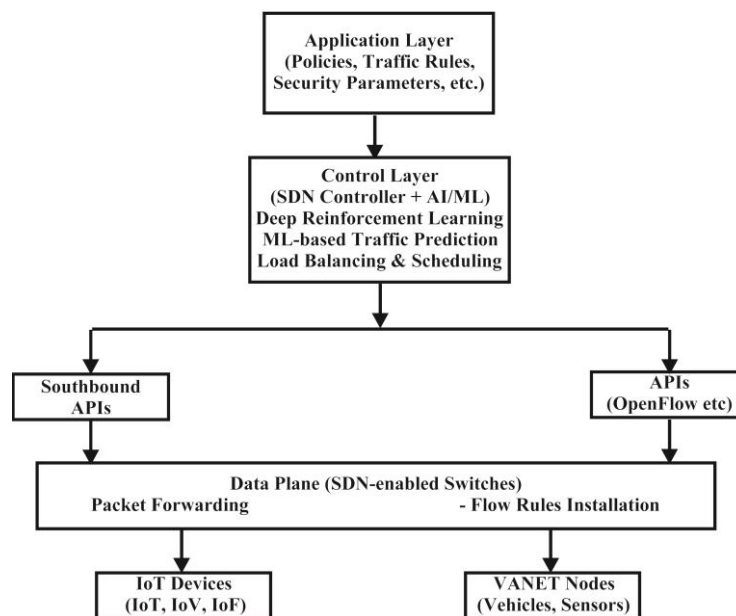 Application Layer
(Policies, Traffic Rules,
Security Parameters, etc.)
Control Layer
(SDN Controller + AI/ML)
Deep Reinforcement Learning
ML-based Traffic Prediction
Load Balancing & Scheduling
Southbound
APIs
APIs
(OpenFlow etc)
Data Plane (SDN-enabled Switches)
Packet Forwarding - Flow Rules Installation
IoT Devices
(IoT, IoV, IoF)
VANET Nodes
(Vehicles, Sensors)